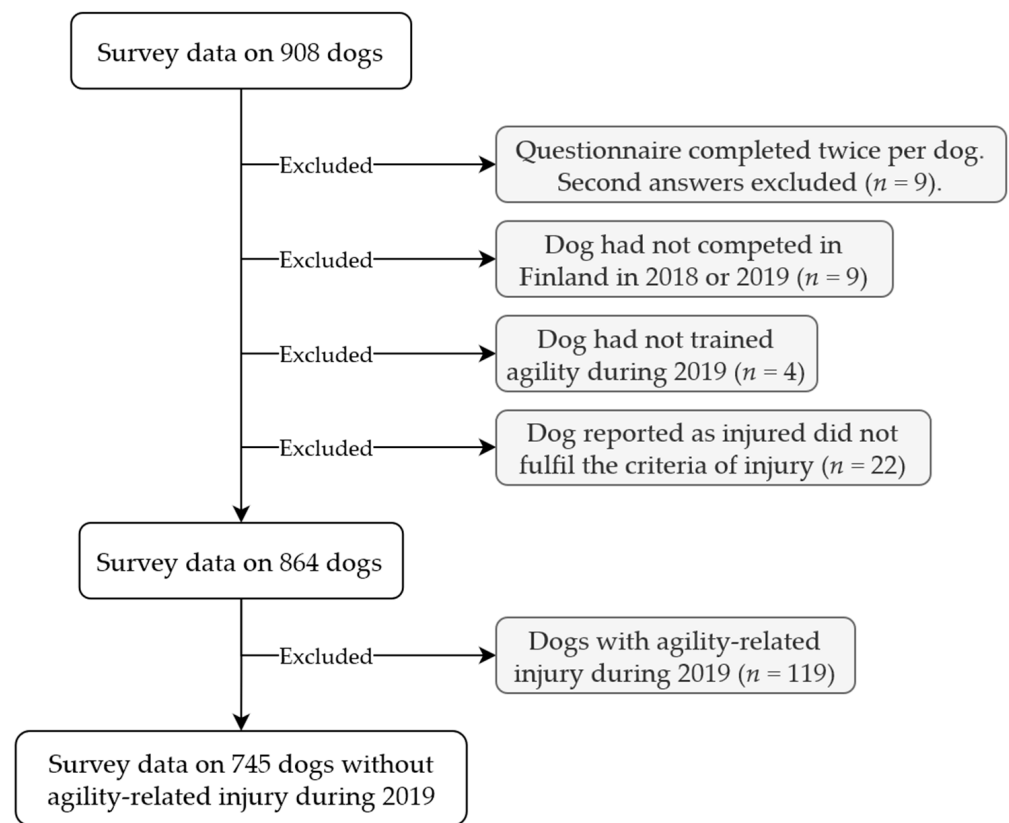 Survey data on 908 dogs
Excluded
Questionnaire completed twice per dog.
Second answers excluded (n = 9).
Excluded
Dog had not competed in
Finland in 2018 or 2019 (n = 9)
Excluded
Dog had not trained
agility during 2019 (n = 4)
Excluded
Dog reported as injured did not
fulfil the criteria of injury (n = 22)
Survey data on 864 dogs
Excluded
Dogs with agility-related
injury during 2019 (n = 119)
Survey data on 745 dogs without
agility-related injury during 2019